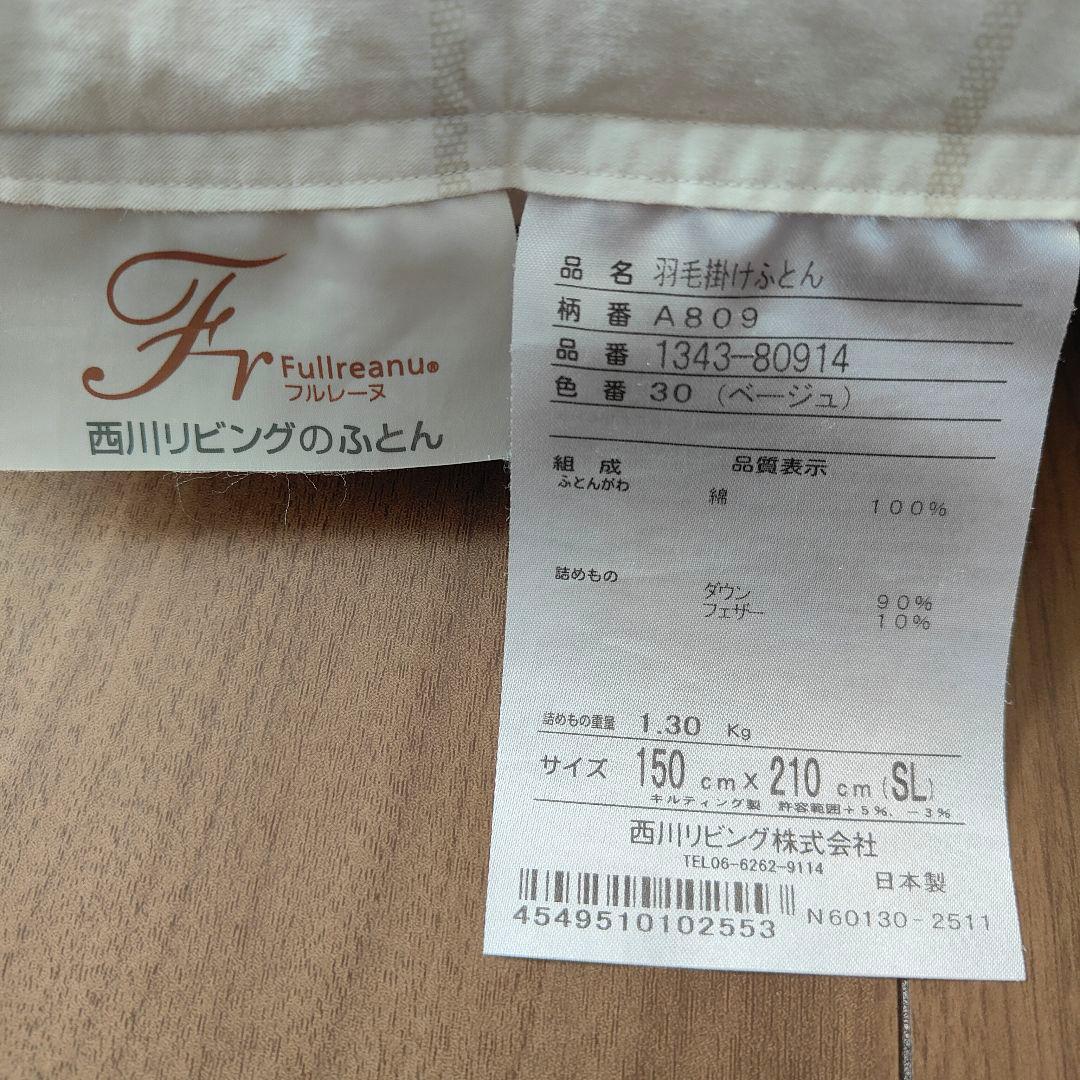 Fr
Fullreanu®
フルレーヌ
西川リビングのふとん
品 名 羽毛掛けふとん
柄 番 A809
品 番 1343-80914
色 番 30 (ベージュ)
組 成 品質表示
ふとんがわ 綿 100%
詰めもの ダウン 90%
フェザー 10%
詰めもの重量 1.30 Kg
サイズ 150 cm X 210 cm (SL)
キルティング製 許容範囲+5%、-3%
西川リビング株式会社
TEL06-6262-9114
日本製
4549510102553 N60130-2511